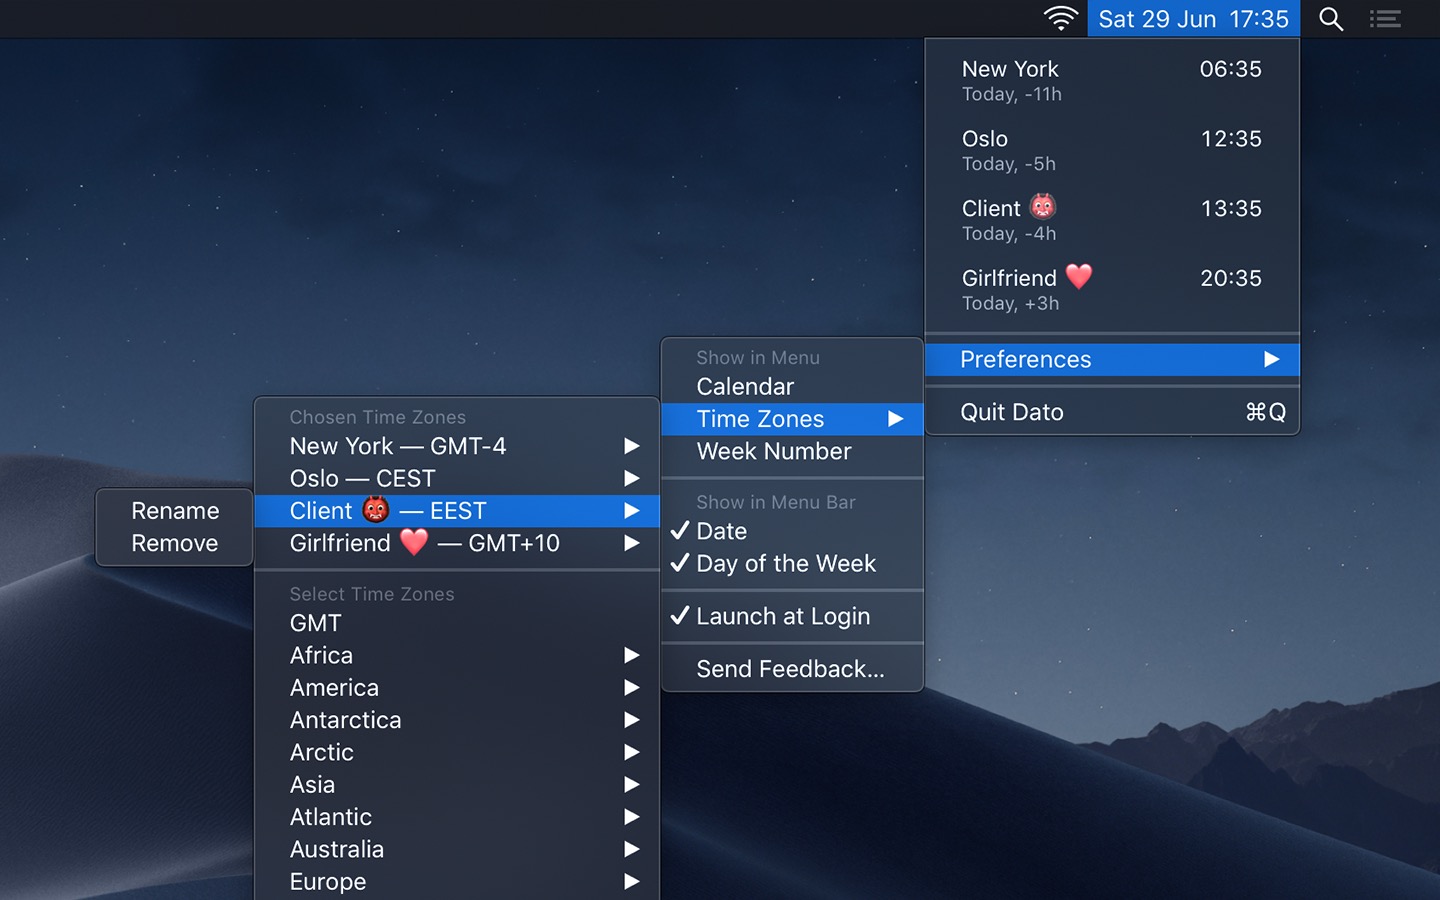 Sat 29 Jun 17:35
New York 06:35
Today, -11h
Oslo 12:35
Today, -5h
Client 👹 13:35
Today, -4h
Girlfriend ❤️ 20:35
Today, +3h
Preferences ▶
Quit Dato ⌘Q
Show in Menu
Calendar
Time Zones ▶
Week Number
Show in Menu Bar
✓ Date
✓ Day of the Week
✓ Launch at Login
Send Feedback...
Chosen Time Zones
New York — GMT-4 ▶
Oslo — CEST ▶
Client 👹 — EEST ▶
Girlfriend ❤️ — GMT+10 ▶
Select Time Zones
GMT
Africa ▶
America ▶
Antarctica ▶
Arctic ▶
Asia ▶
Atlantic ▶
Australia ▶
Europe ▶
Rename
Remove